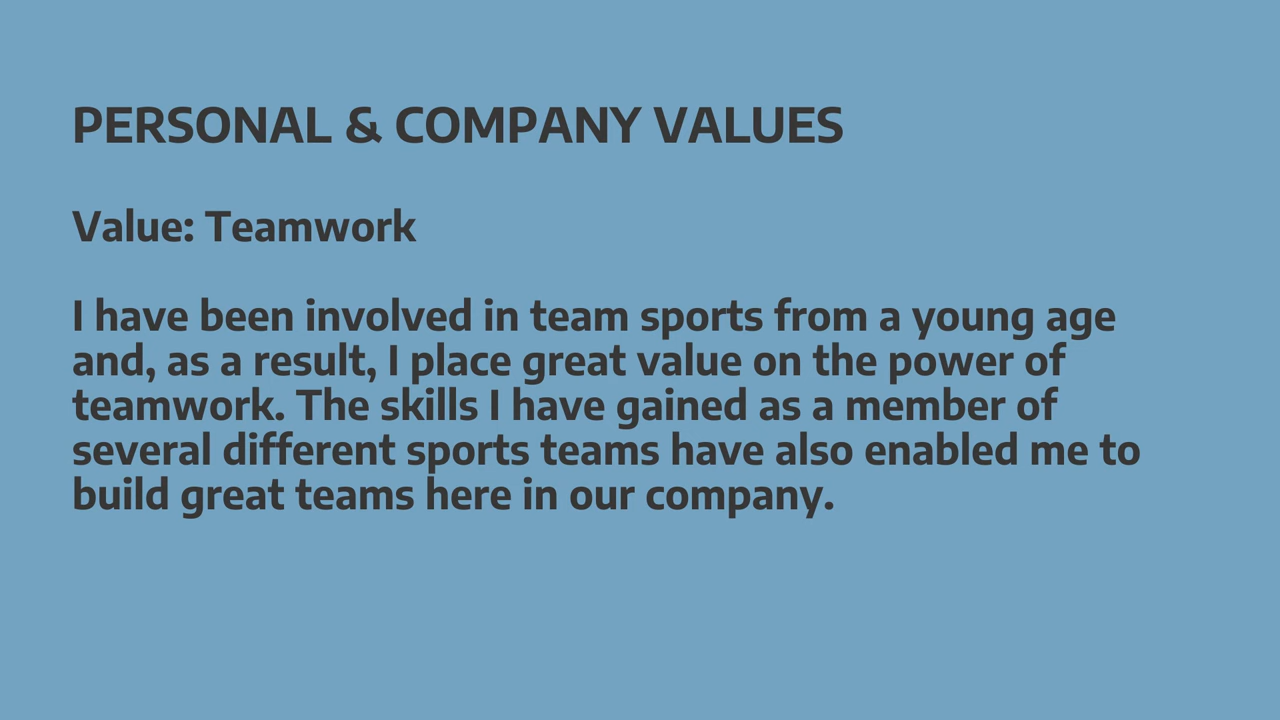 PERSONAL & COMPANY VALUES
Value: Teamwork
I have been involved in team sports from a young age
and, as a result, I place great value on the power of
teamwork. The skills I have gained as a member of
several different sports teams have also enabled me to
build great teams here in our company.